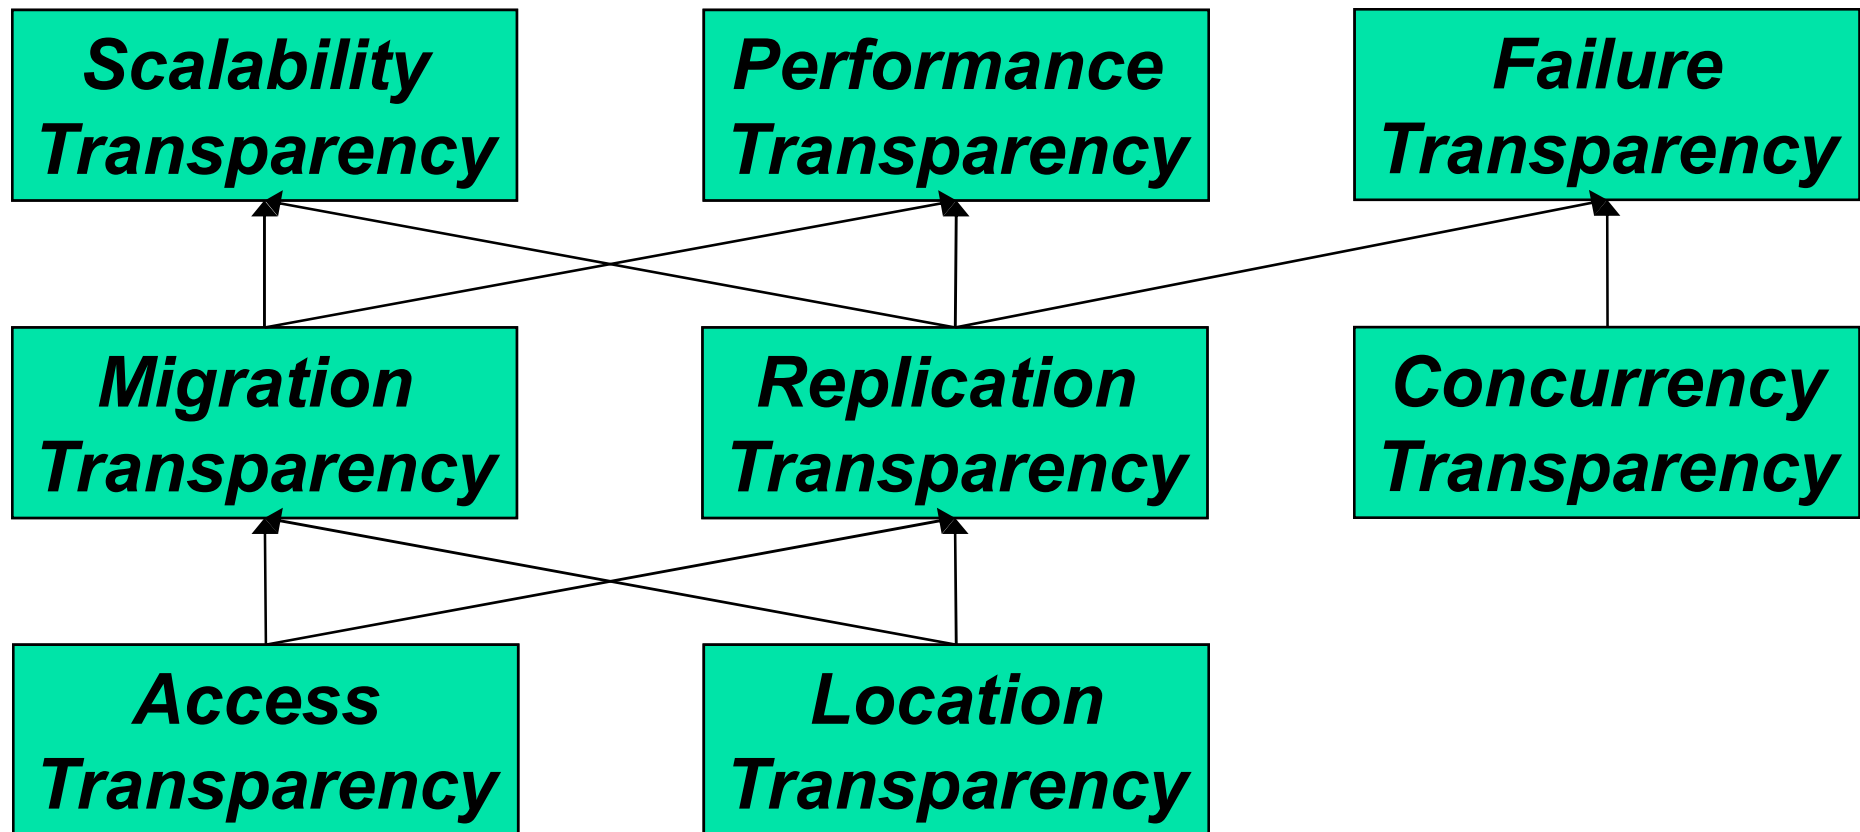 Scalability
Transparency
Performance
Transparency
Failure
Transparency
Migration
Transparency
Replication
Transparency
Concurrency
Transparency
Access
Transparency
Location
Transparency